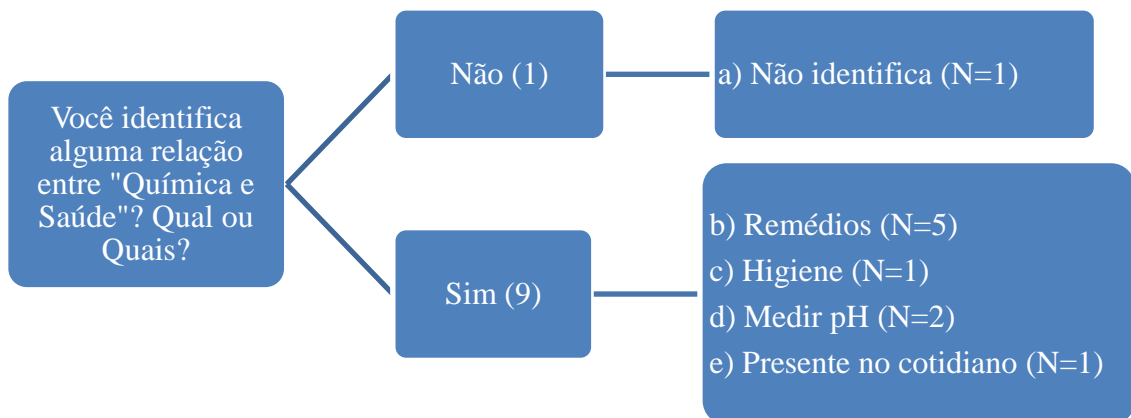 Você identifica
alguma relação
entre "Química e
Saúde"? Qual ou
Quais?
Não (1)
a) Não identifica (N=1)
Sim (9)
b) Remédios (N=5)
c) Higiene (N=1)
d) Medir pH (N=2)
e) Presente no cotidiano (N=1)